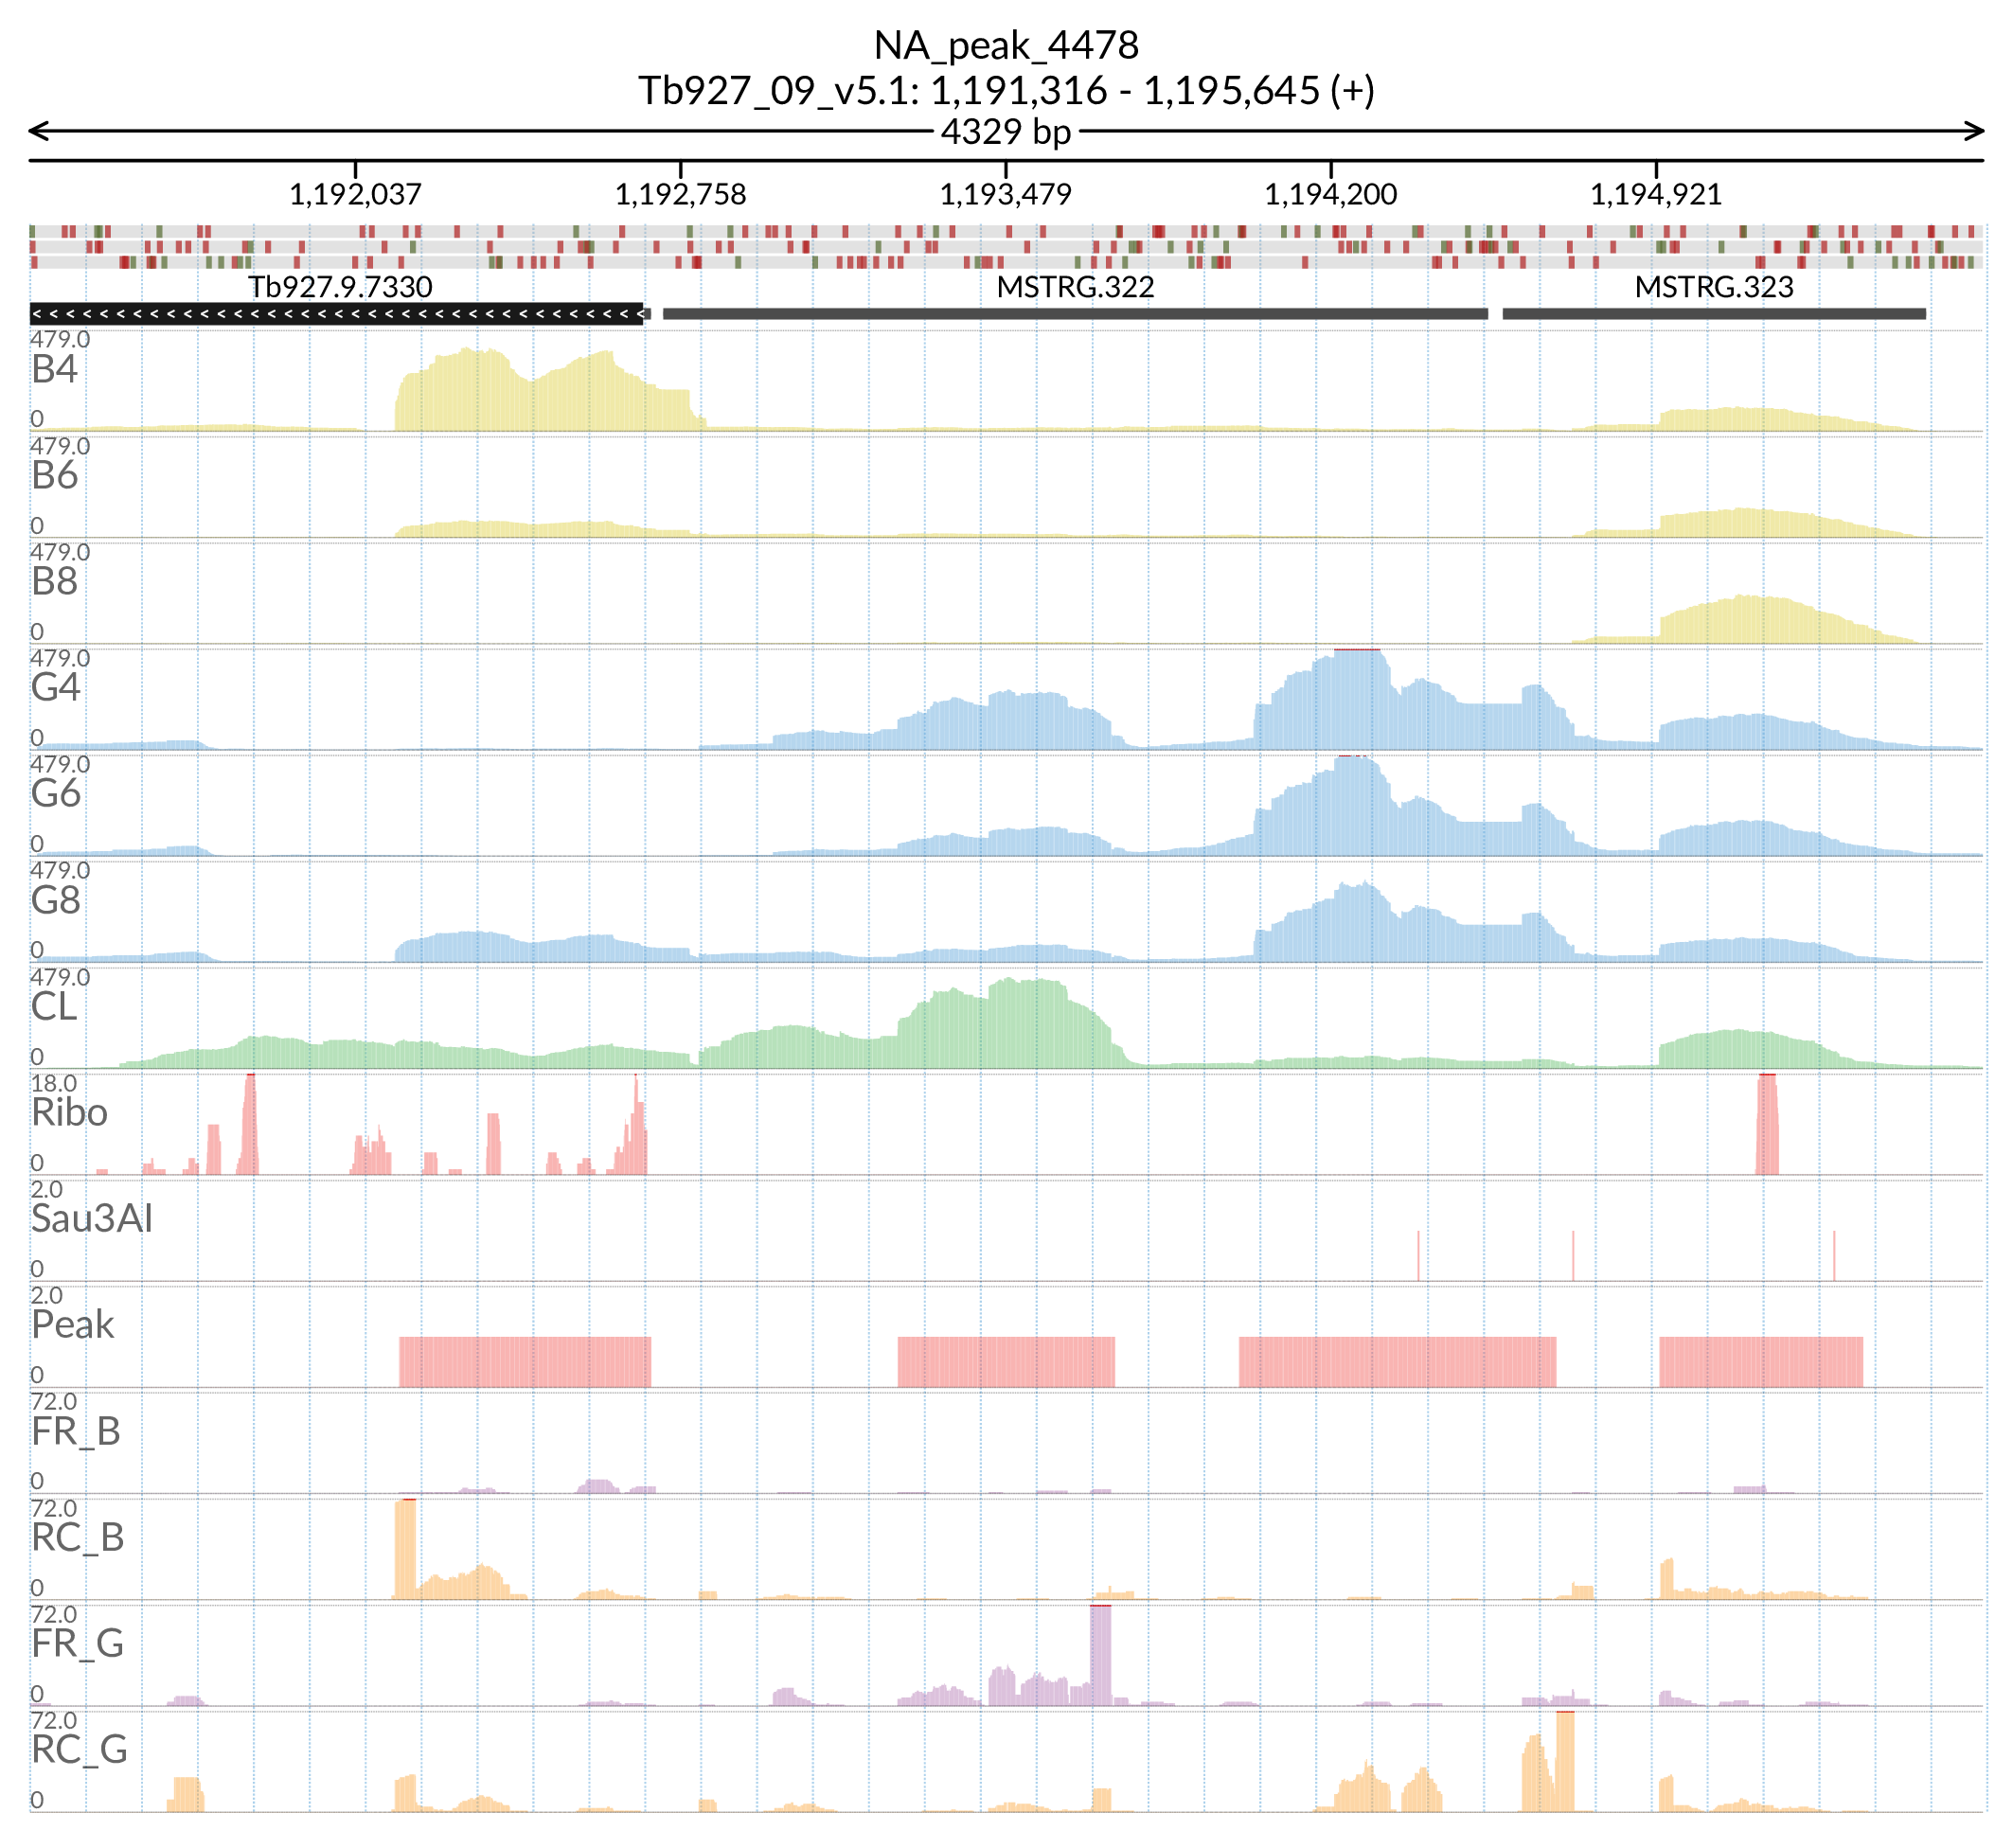 NA_peak_4478
Tb927_09_v5.1: 1,191,316 - 1,195,645 (+)
4329 bp
1,192,037 1,192,758 1,193,479 1,194,200 1,194,921
Tb927.9.7330 MSTRG.322 MSTRG.323
479.0
B4
0
479.0
B6
0
479.0
B8
0
479.0
G4
0
479.0
G6
0
479.0
G8
0
479.0
CL
0
18.0
Ribo
0
2.0
Sau3AI
0
2.0
Peak
0
72.0
FR_B
0
72.0
RC_B
0
72.0
FR_G
0
72.0
RC_G
0